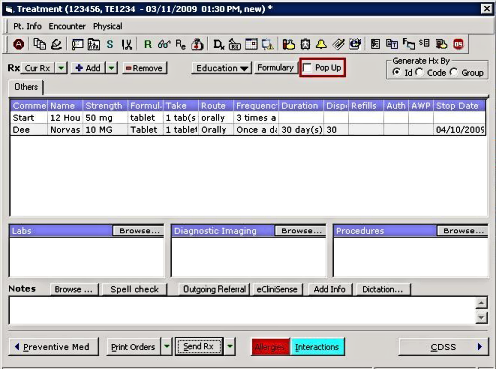 Treatment (123456, TE1234 - 03/11/2009 01:30 PM, new) *
Pt. Info Encounter Physical
Rx Cur Rx + Add - Remove Education Formulary Pop Up Generate Hx By
Id Code Group
Others
Comme Name Strength Formul Take Route Frequenc Duration Disp Refills Auth AWP Stop Date
Start 12 Hou 50 mg tablet 1 tab(s orally 3 times a
Dee Norvas 10 MG Tablet 1 tablet Orally Once a da 30 day(s) 30 04/10/2009
Labs Browse... Diagnostic Imaging Browse... Procedures Browse...
Notes Browse ... Spell check Outgoing Referral eCliniSense Add Info Dictation...
Preventive Med Print Orders Send Rx Allergies Interactions CDSS